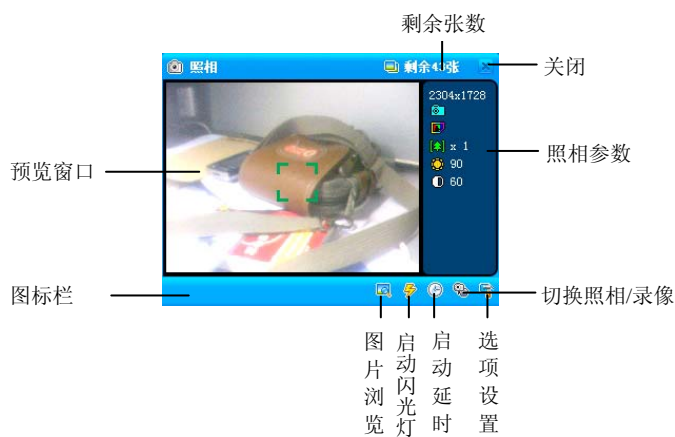 剩余张数
照相
剩余43张
关闭
2304x1728
x 1
90
60
照相参数
预览窗口
图标栏
切换照相/录像
图片浏览
启动闪光灯
启动延时
选项设置